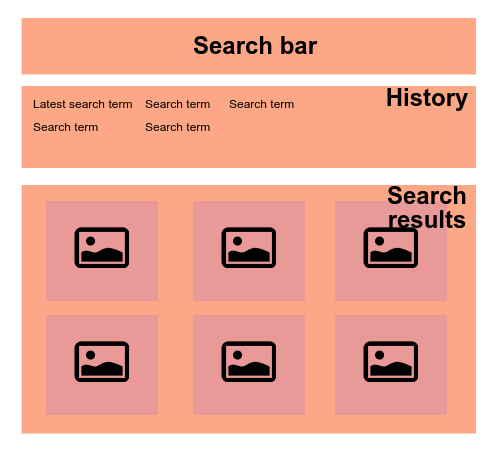 Search bar
History
Latest search term Search term Search term
Search term Search term
Search
results